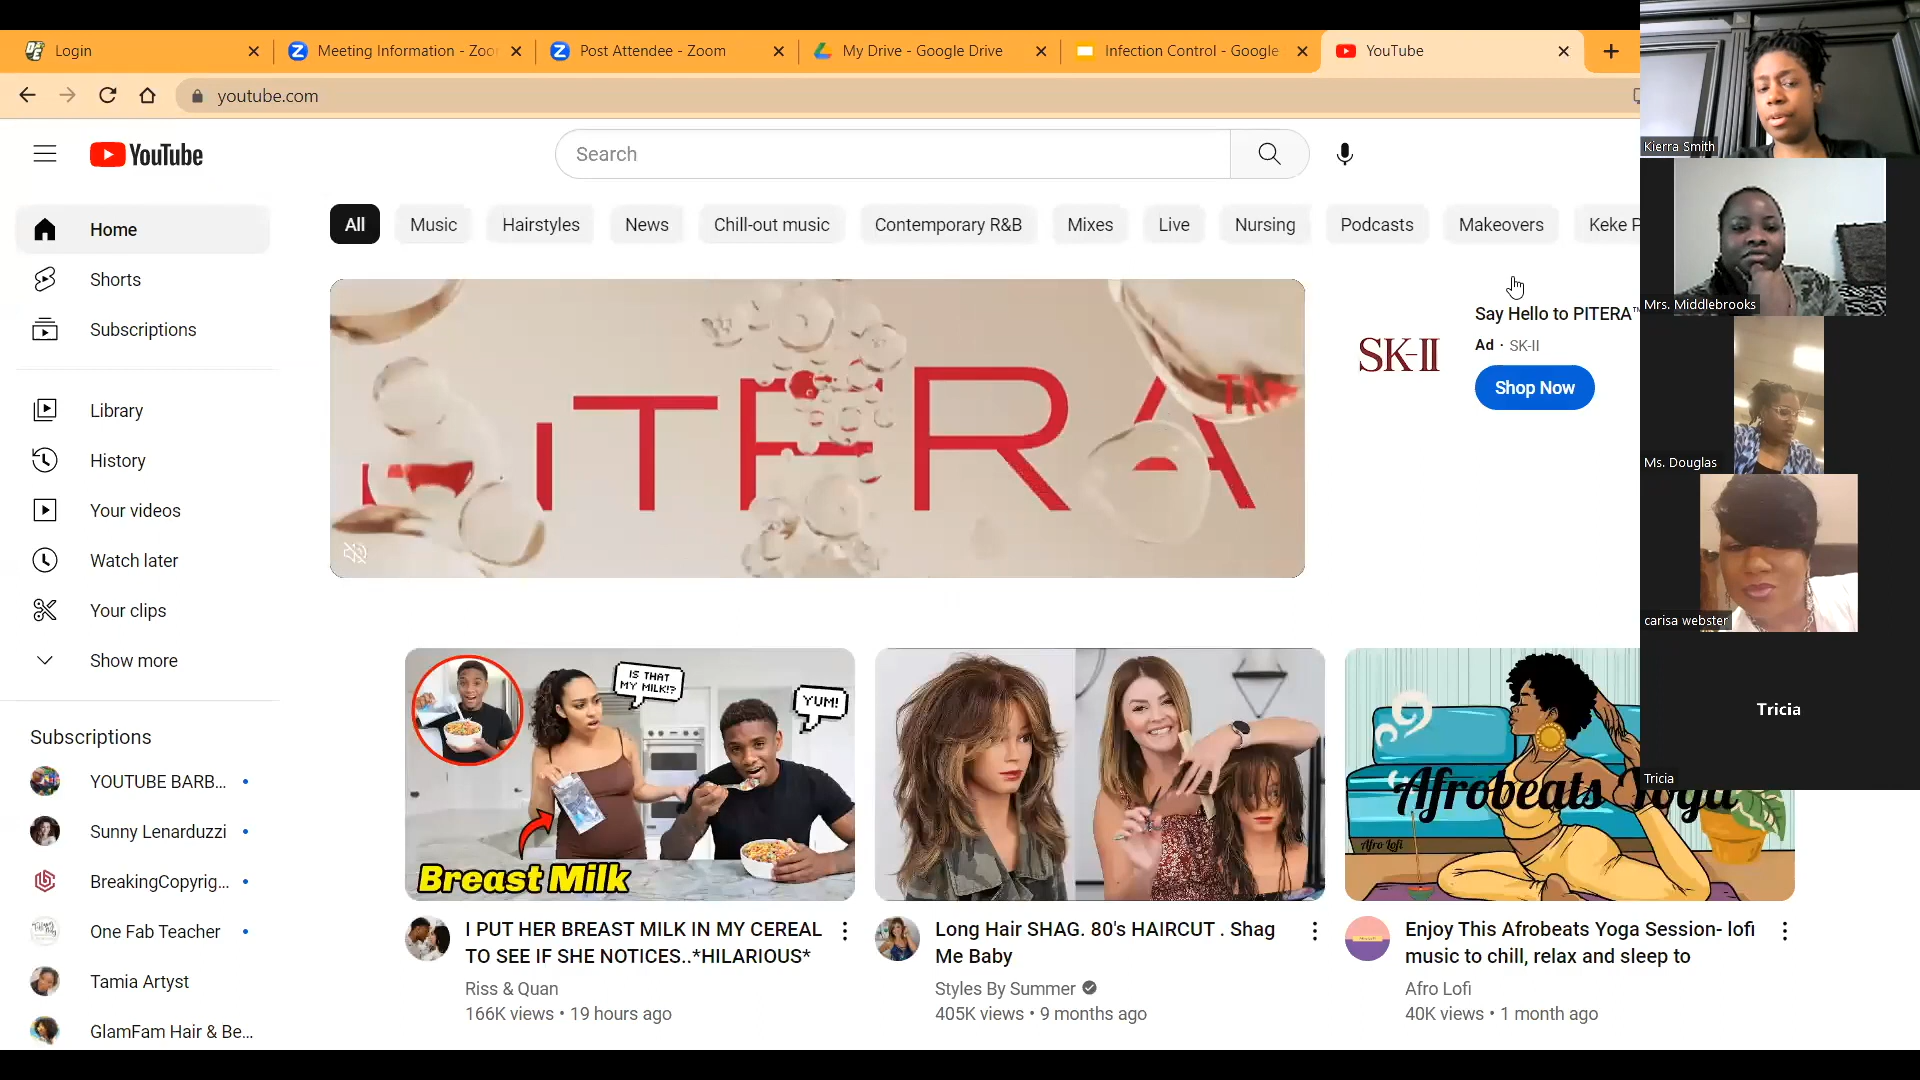 Login
Meeting Information - Zoo
Post Attendee - Zoom
My Drive - Google Drive
Infection Control - Google
YouTube
youtube.com
YouTube
Search
All
Music
Hairstyles
News
Chill-out music
Contemporary R&B
Mixes
Live
Nursing
Podcasts
Makeovers
Keke P
Home
Shorts
Subscriptions
Library
History
Your videos
Watch later
Your clips
Show more
Subscriptions
YOUTUBE BARB...
Sunny Lenarduzzi
BreakingCopyrig...
One Fab Teacher
Tamia Artyst
GlamFam Hair & Be...
PITERA™
SK-II
Say Hello to PITERA™
Ad · SK-II
Shop Now
IS THAT
MY MILK!?
YUM!
Breast Milk
I PUT HER BREAST MILK IN MY CEREAL
TO SEE IF SHE NOTICES..*HILARIOUS*
Riss & Quan
166K views • 19 hours ago
Long Hair SHAG. 80's HAIRCUT . Shag
Me Baby
Styles By Summer
405K views • 9 months ago
Afrobeats Yoga
Afro Lofi
Enjoy This Afrobeats Yoga Session- lofi
music to chill, relax and sleep to
Afro Lofi
40K views • 1 month ago
Kierra Smith
Mrs. Middlebrooks
Ms. Douglas
carisa webster
Tricia
Tricia